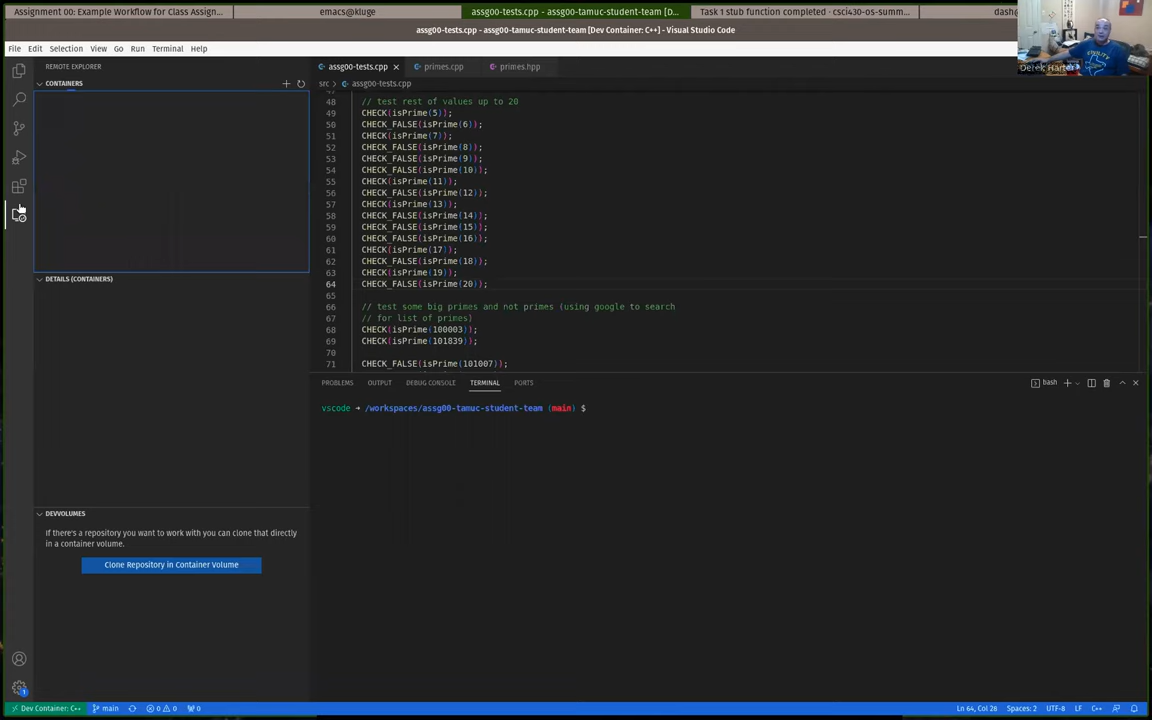 Assignment 00: Example Workflow for Class Assign...
emacs@kluge
assg00-tests.cpp - assg00-tamuc-student-team [D...
Task 1 stub function completed · csci430-os-summ...
dash@
assg00-tests.cpp - assg00-tamuc-student-team [Dev Container: C++] - Visual Studio Code
File Edit Selection View Go Run Terminal Help
Derek Harter
REMOTE EXPLORER
CONTAINERS
DETAILS (CONTAINERS)
DEVVOLUMES
If there's a repository you want to work with you can clone that directly
in a container volume.
Clone Repository in Container Volume
assg00-tests.cpp
primes.cpp
primes.hpp
src > assg00-tests.cpp
48 // test rest of values up to 20
49 CHECK(isPrime(5));
50 CHECK_FALSE(isPrime(6));
51 CHECK(isPrime(7));
52 CHECK_FALSE(isPrime(8));
53 CHECK_FALSE(isPrime(9));
54 CHECK_FALSE(isPrime(10));
55 CHECK(isPrime(11));
56 CHECK_FALSE(isPrime(12));
57 CHECK(isPrime(13));
58 CHECK_FALSE(isPrime(14));
59 CHECK_FALSE(isPrime(15));
60 CHECK_FALSE(isPrime(16));
61 CHECK(isPrime(17));
62 CHECK_FALSE(isPrime(18));
63 CHECK(isPrime(19));
64 CHECK_FALSE(isPrime(20));
65
66 // test some big primes and not primes (using google to search
67 // for list of primes)
68 CHECK(isPrime(100003));
69 CHECK(isPrime(101839));
70
71 CHECK_FALSE(isPrime(101007));
PROBLEMS OUTPUT DEBUG CONSOLE TERMINAL PORTS
bash
vscode → /workspaces/assg00-tamuc-student-team (main) $
1
Dev Container: C++ main 0 0 0
Ln 64, Col 28 Spaces: 2 UTF-8 LF C++